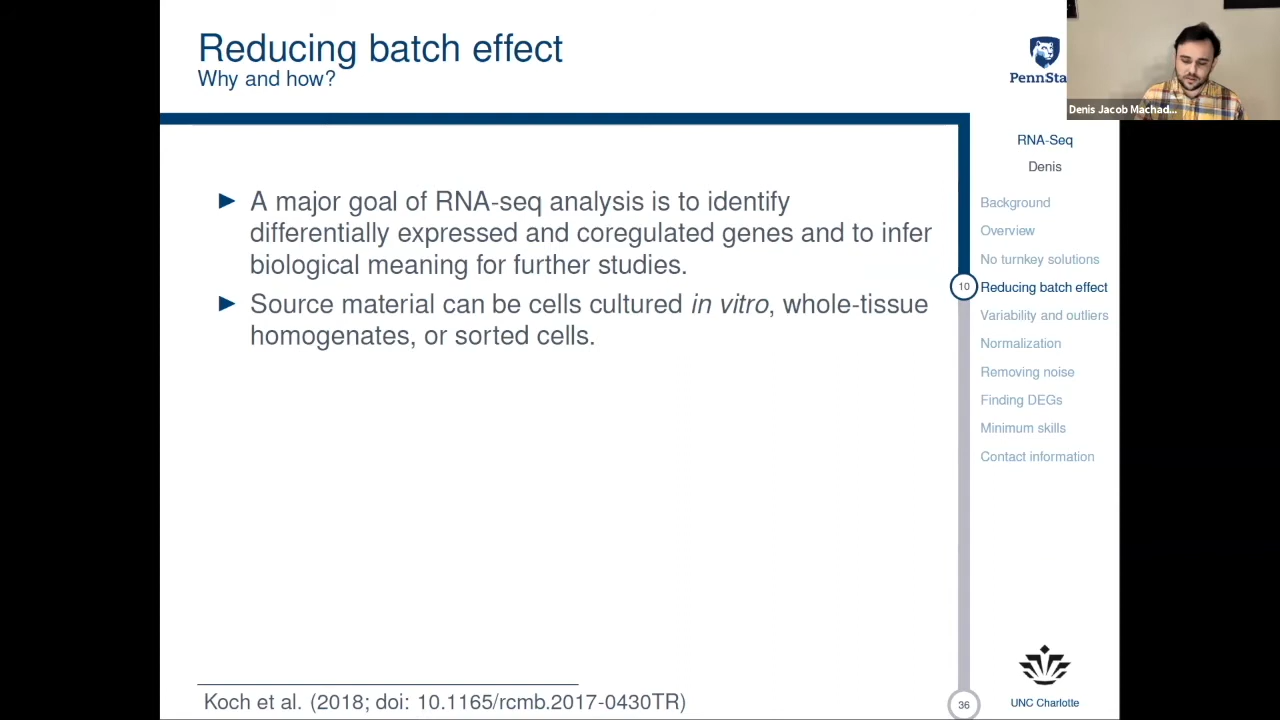 Reducing batch effect
Why and how?
PennSta
Denis Jacob Machad...
RNA-Seq
Denis
Background
Overview
No turnkey solutions
10
Reducing batch effect
Variability and outliers
Normalization
Removing noise
Finding DEGs
Minimum skills
Contact information
A major goal of RNA-seq analysis is to identify
differentially expressed and coregulated genes and to infer
biological meaning for further studies.
Source material can be cells cultured in vitro, whole-tissue
homogenates, or sorted cells.
Koch et al. (2018; doi: 10.1165/rcmb.2017-0430TR)
36
UNC Charlotte